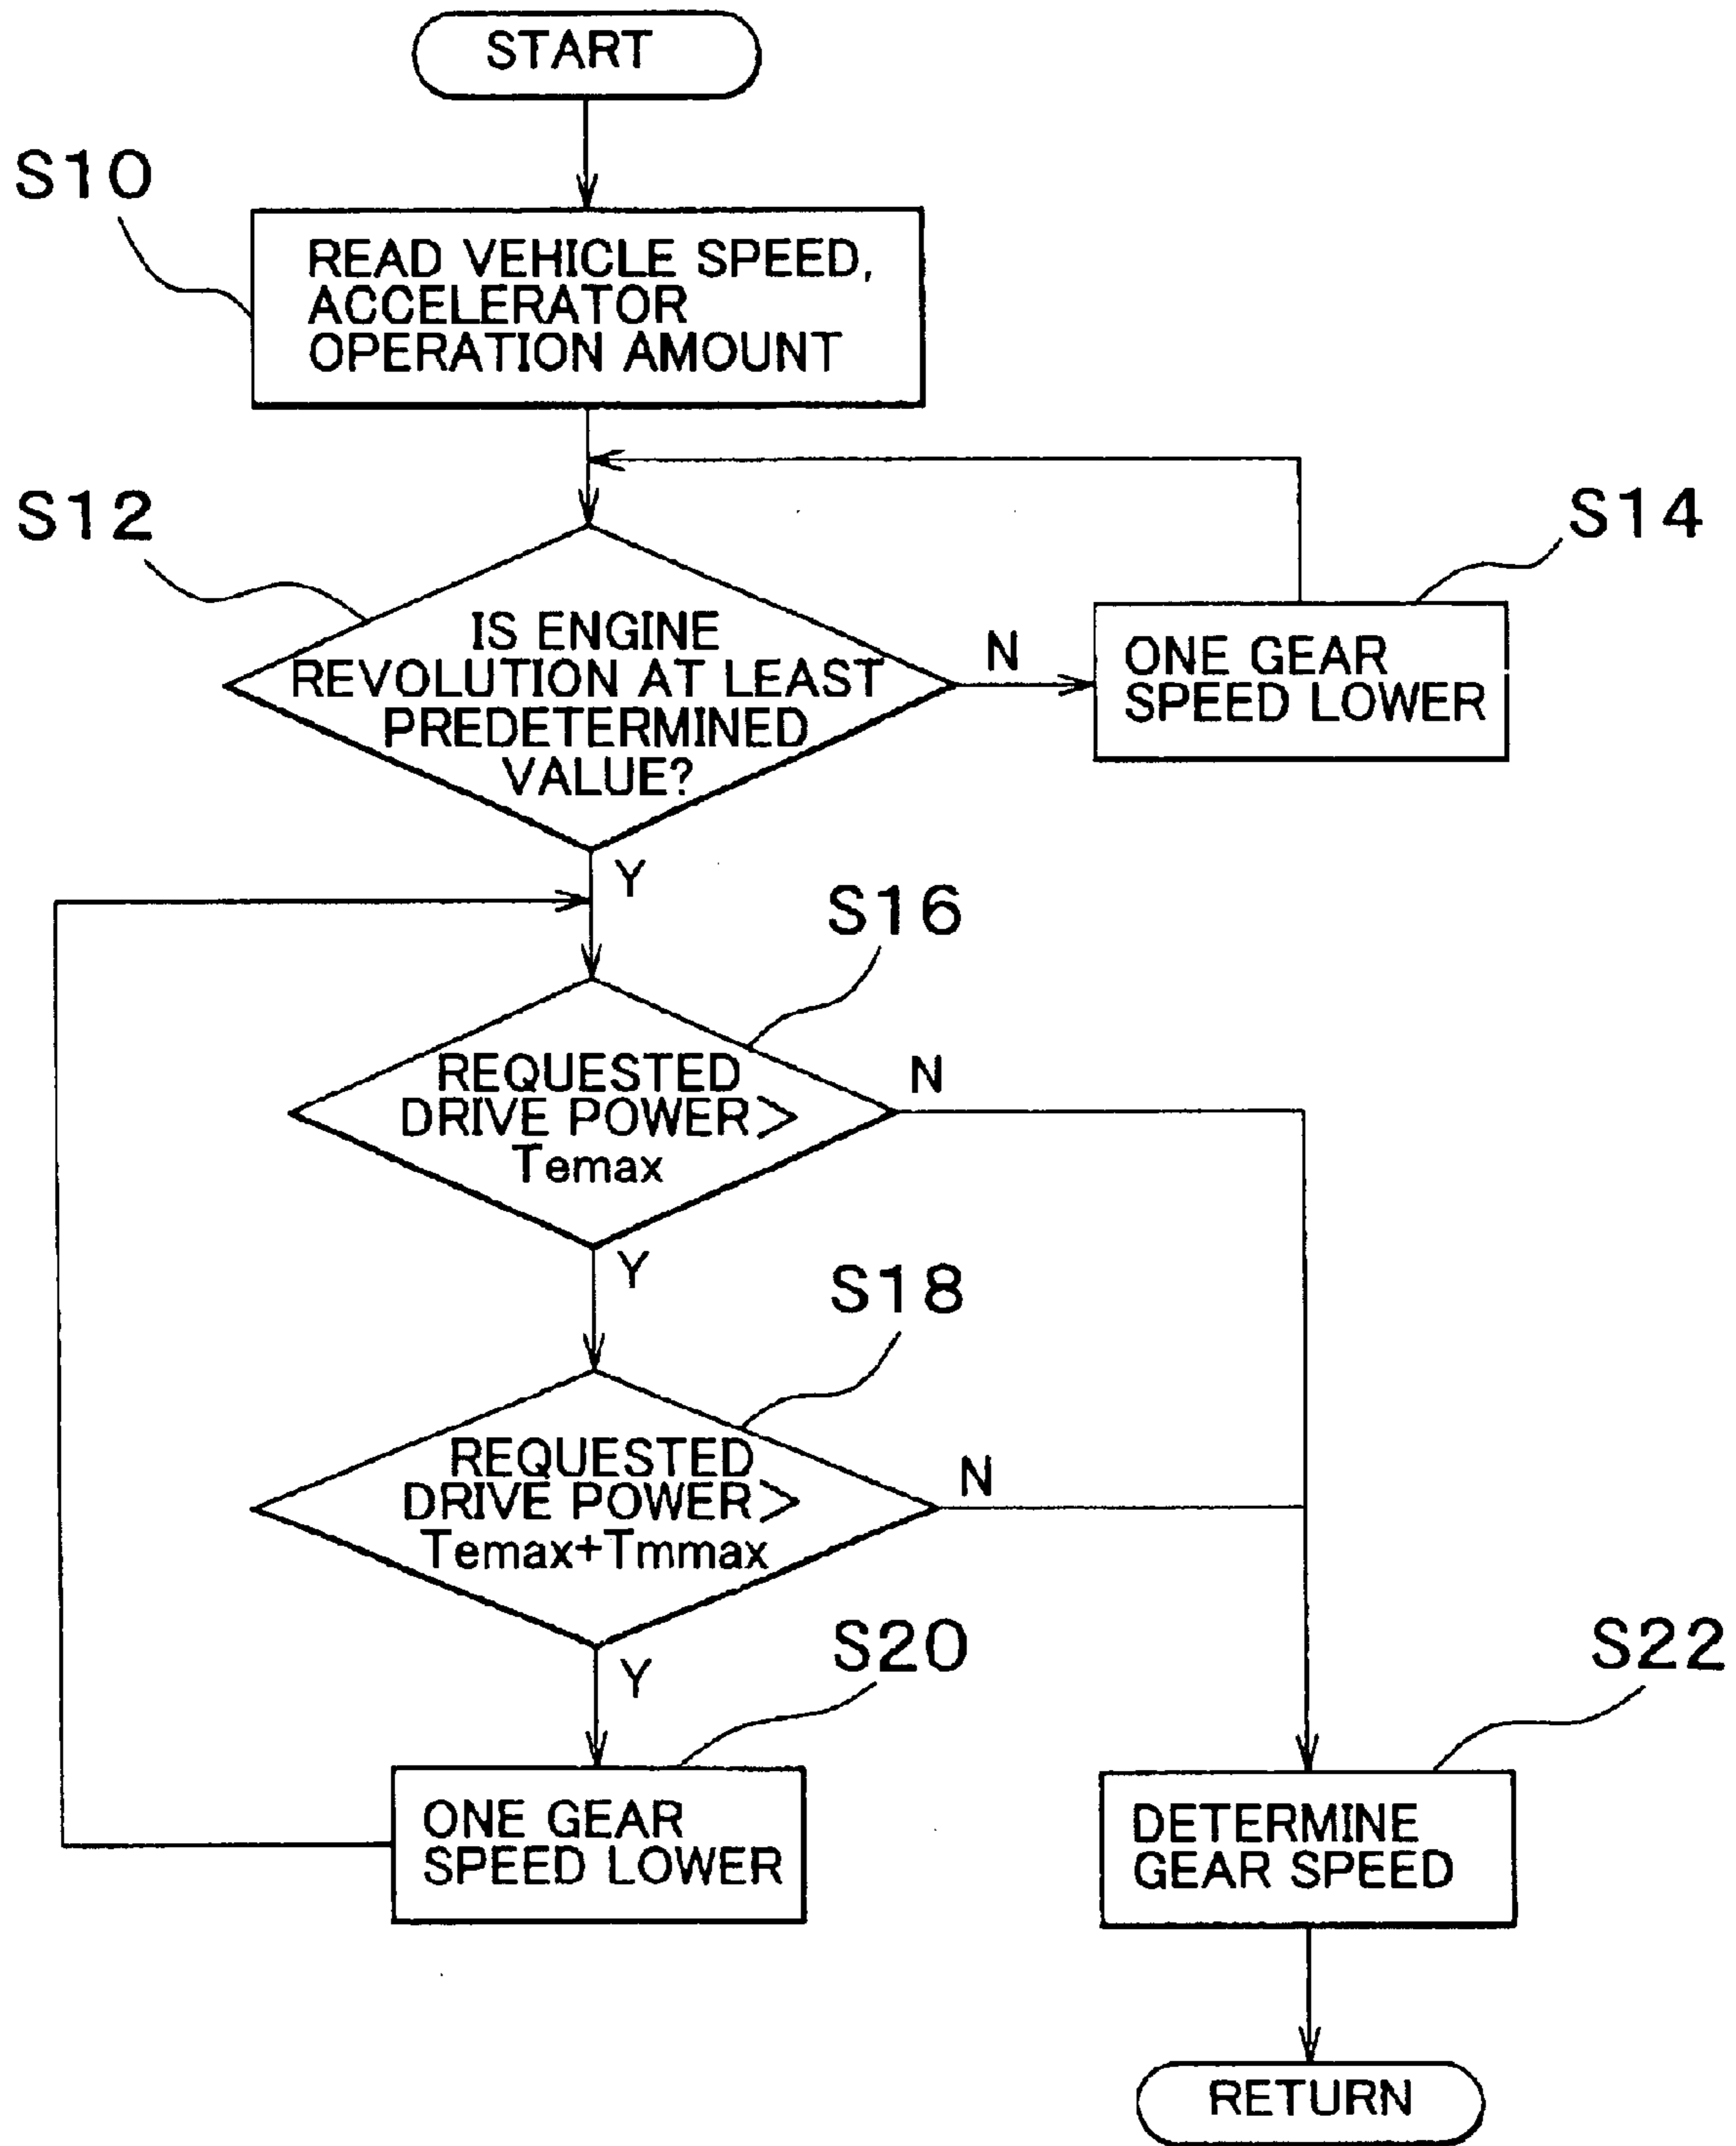 START
S10
READ VEHICLE SPEED,
ACCELERATOR
OPERATION AMOUNT
S12
IS ENGINE
REVOLUTION AT LEAST
PREDETERMINED
VALUE?
N
S14
ONE GEAR
SPEED LOWER
Y
S16
REQUESTED
DRIVE POWER>
Temax
N
Y
S18
REQUESTED
DRIVE POWER>
Temax+Tmmax
N
Y
S20
ONE GEAR
SPEED LOWER
S22
DETERMINE
GEAR SPEED
RETURN